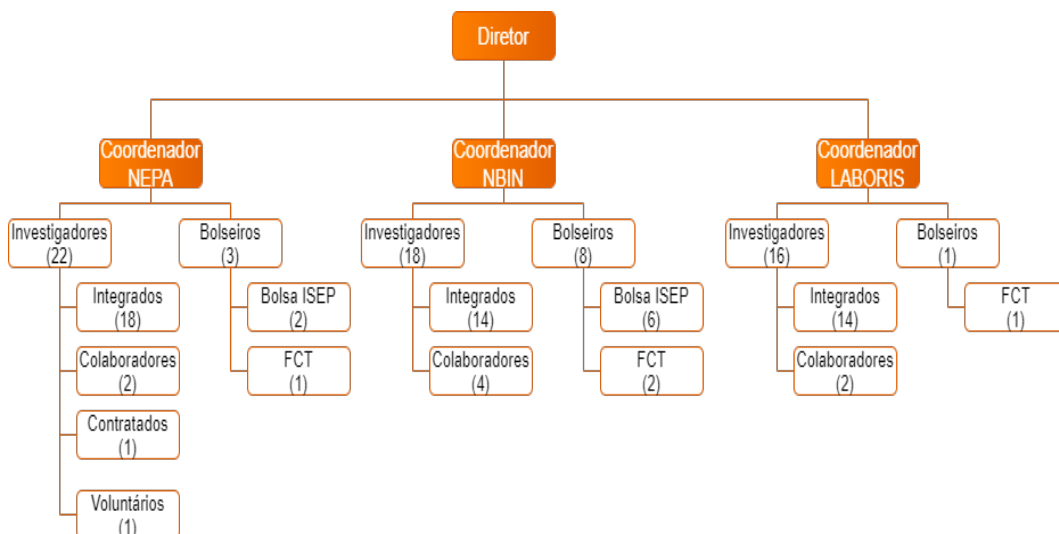 Diretor
Coordenador
NEPA
Coordenador
NBIN
Coordenador
LABORIS
Investigadores
(22)
Bolseiros
(3)
Investigadores
(18)
Bolseiros
(8)
Investigadores
(16)
Bolseiros
(1)
Integrados
(18)
Bolsa ISEP
(2)
Integrados
(14)
Bolsa ISEP
(6)
Integrados
(14)
FCT
(1)
Colaboradores
(2)
FCT
(1)
Colaboradores
(4)
FCT
(2)
Colaboradores
(2)
Contratados
(1)
Voluntários
(1)